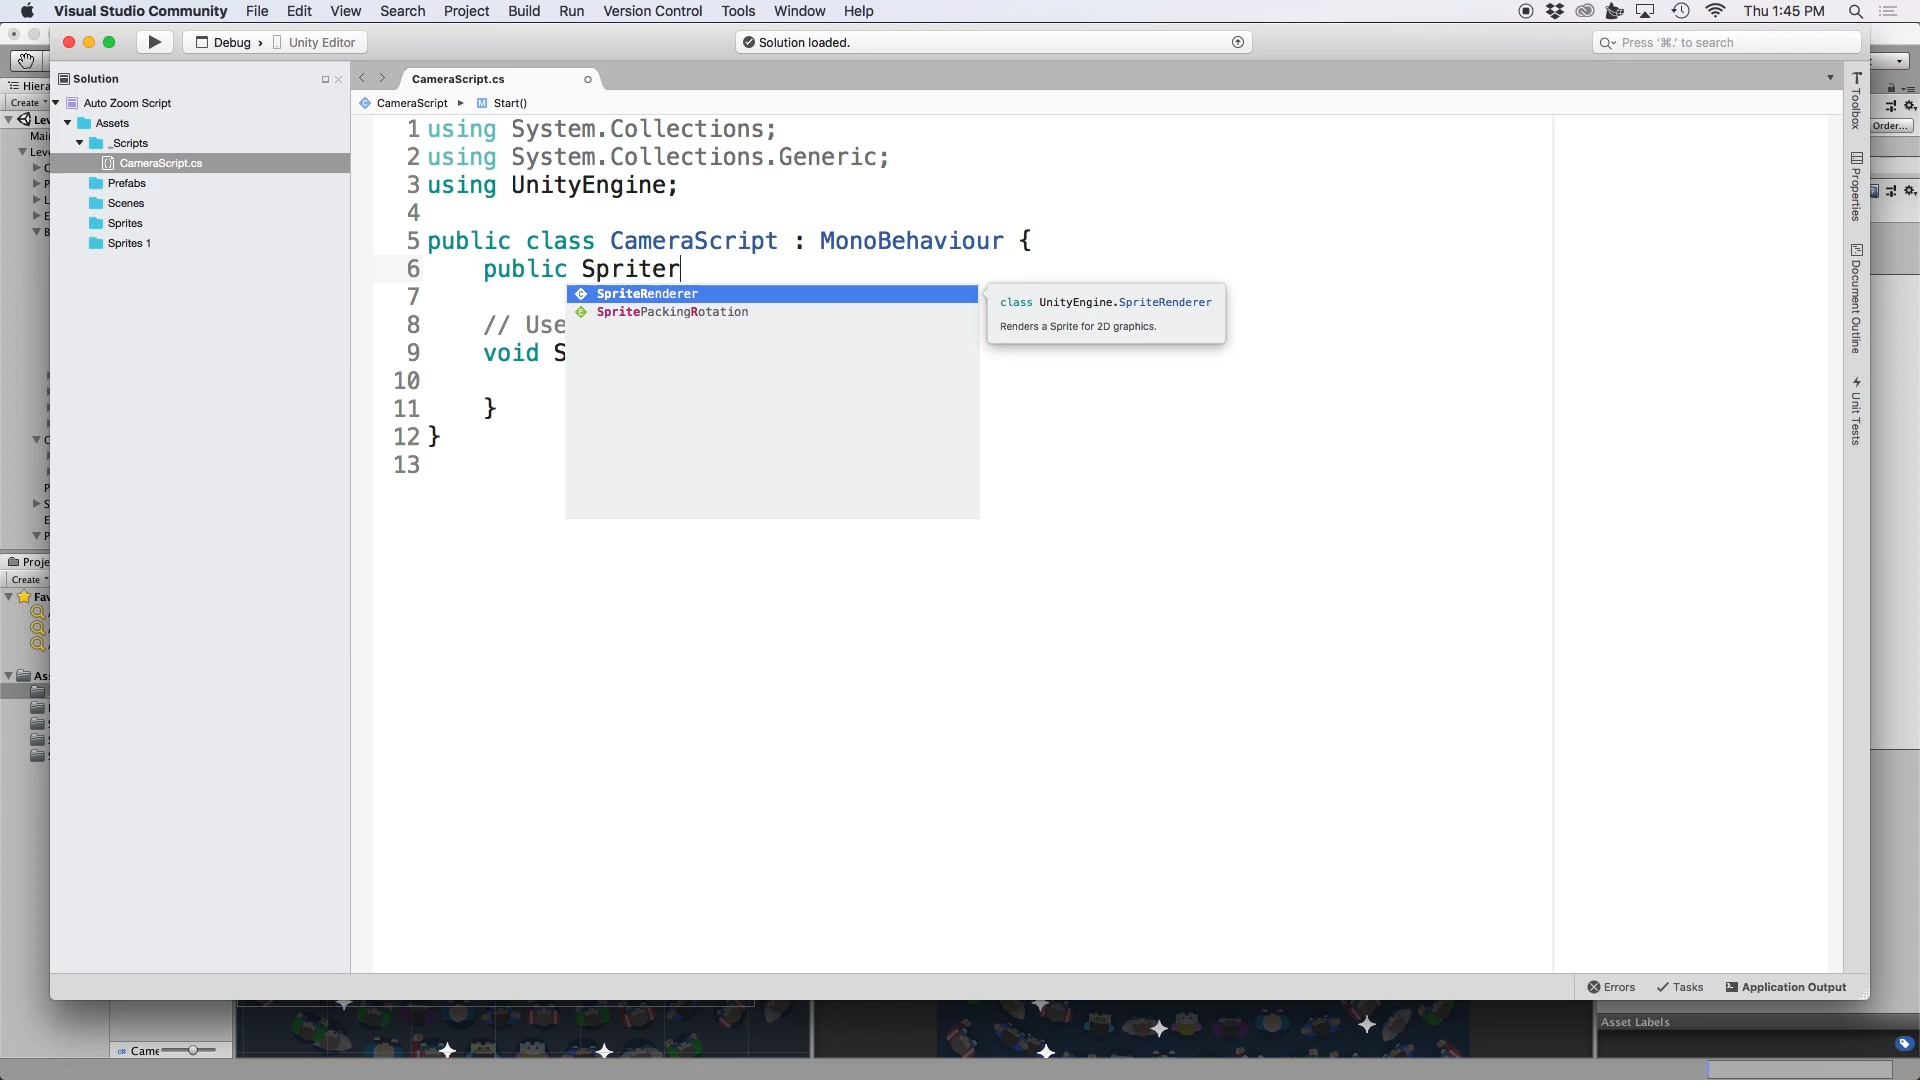 Visual Studio Community File Edit View Search Project Build Run Version Control Tools Window Help Thu 1:45 PM
Debug › Unity Editor
Solution loaded.
Press '⌘.' to search
Solution
CameraScript.cs
Auto Zoom Script
Assets
_Scripts
CameraScript.cs
Prefabs
Scenes
Sprites
Sprites 1
CameraScript ▸ Start()
1 using System.Collections;
2 using System.Collections.Generic;
3 using UnityEngine;
4
5 public class CameraScript : MonoBehaviour {
6 public Spriter
7
8 // Use
9 void S
10
11 }
12 }
13
SpriteRenderer
SpritePackingRotation
class UnityEngine.SpriteRenderer
Renders a Sprite for 2D graphics.
Toolbox
Properties
Document Outline
Unit Tests
Errors
Tasks
Application Output
Hiera
Create
Lev
Mai
Leve
Proje
Create
Fav
Ass
Order...
Came
Asset Labels